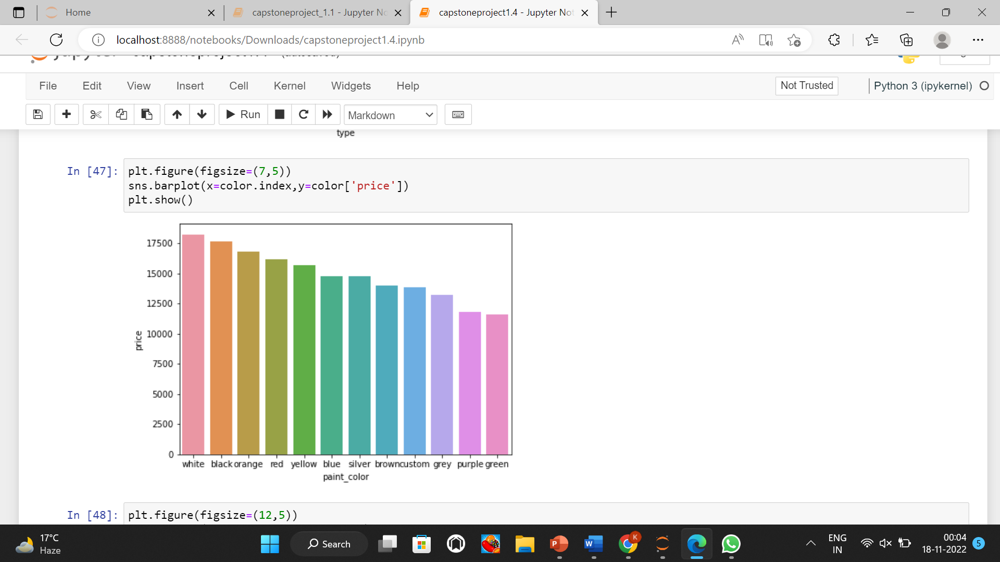 Home
capstoneproject_1.1 - Jupyter No
capstoneproject1.4 - Jupyter Not
localhost:8888/notebooks/Downloads/capstoneproject1.4.ipynb
File Edit View Insert Cell Kernel Widgets Help
Not Trusted
Python 3 (ipykernel)
Run
Markdown
type
In [47]:
plt.figure(figsize=(7,5))
sns.barplot(x=color.index,y=color['price'])
plt.show()
17500
15000
12500
10000
7500
5000
2500
0
price
white black orange red yellow blue silver brown custom grey purple green
paint_color
In [48]:
plt.figure(figsize=(12,5))
17°C
Haze
Search
P
W
K
ENG
IN
00:04
18-11-2022
5